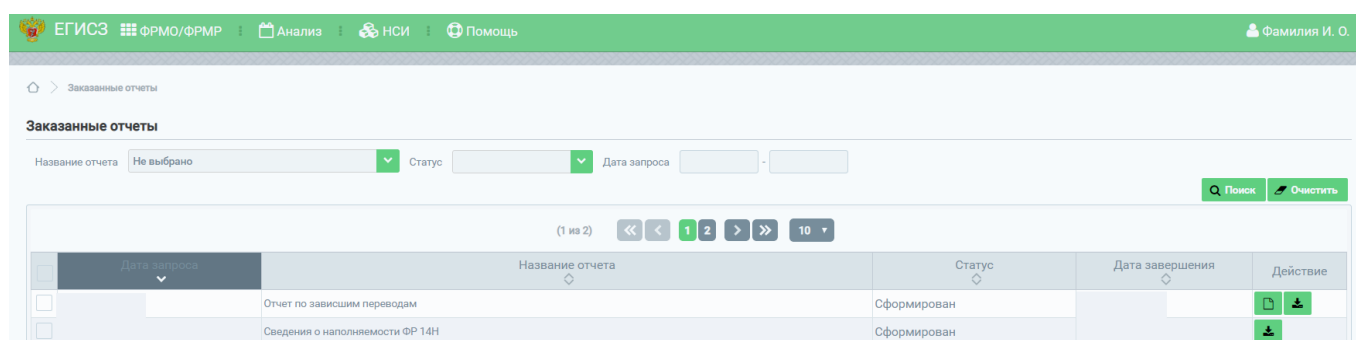 ЕГИСЗ ФРМО/ФРМР Анализ НСИ Помощь Фамилия И. О.
Заказанные отчеты
Заказанные отчеты
Название отчета Не выбрано Статус Дата запроса -
Поиск Очистить
(1 из 2) 1 2 10
Дата запроса Название отчета Статус Дата завершения Действие
Отчет по зависшим переводам Сформирован
Сведения о наполняемости ФР 14Н Сформирован